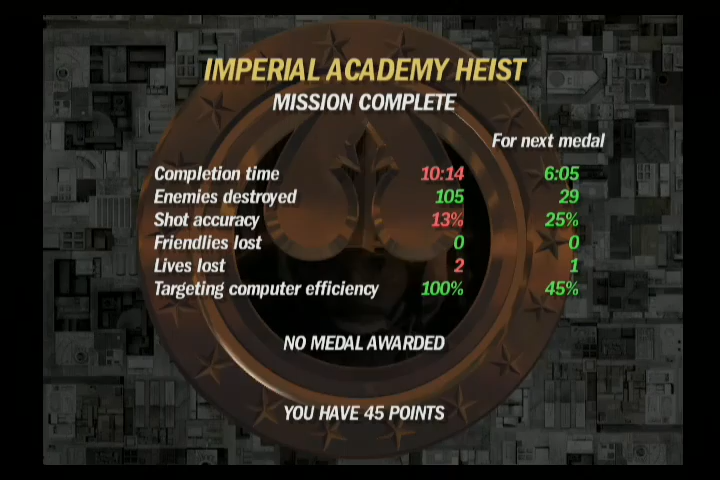 IMPERIAL ACADEMY HEIST
MISSION COMPLETE
For next medal
Completion time 10:14 6:05
Enemies destroyed 105 29
Shot accuracy 13% 25%
Friendlies lost 0 0
Lives lost 2 1
Targeting computer efficiency 100% 45%
NO MEDAL AWARDED
YOU HAVE 45 POINTS